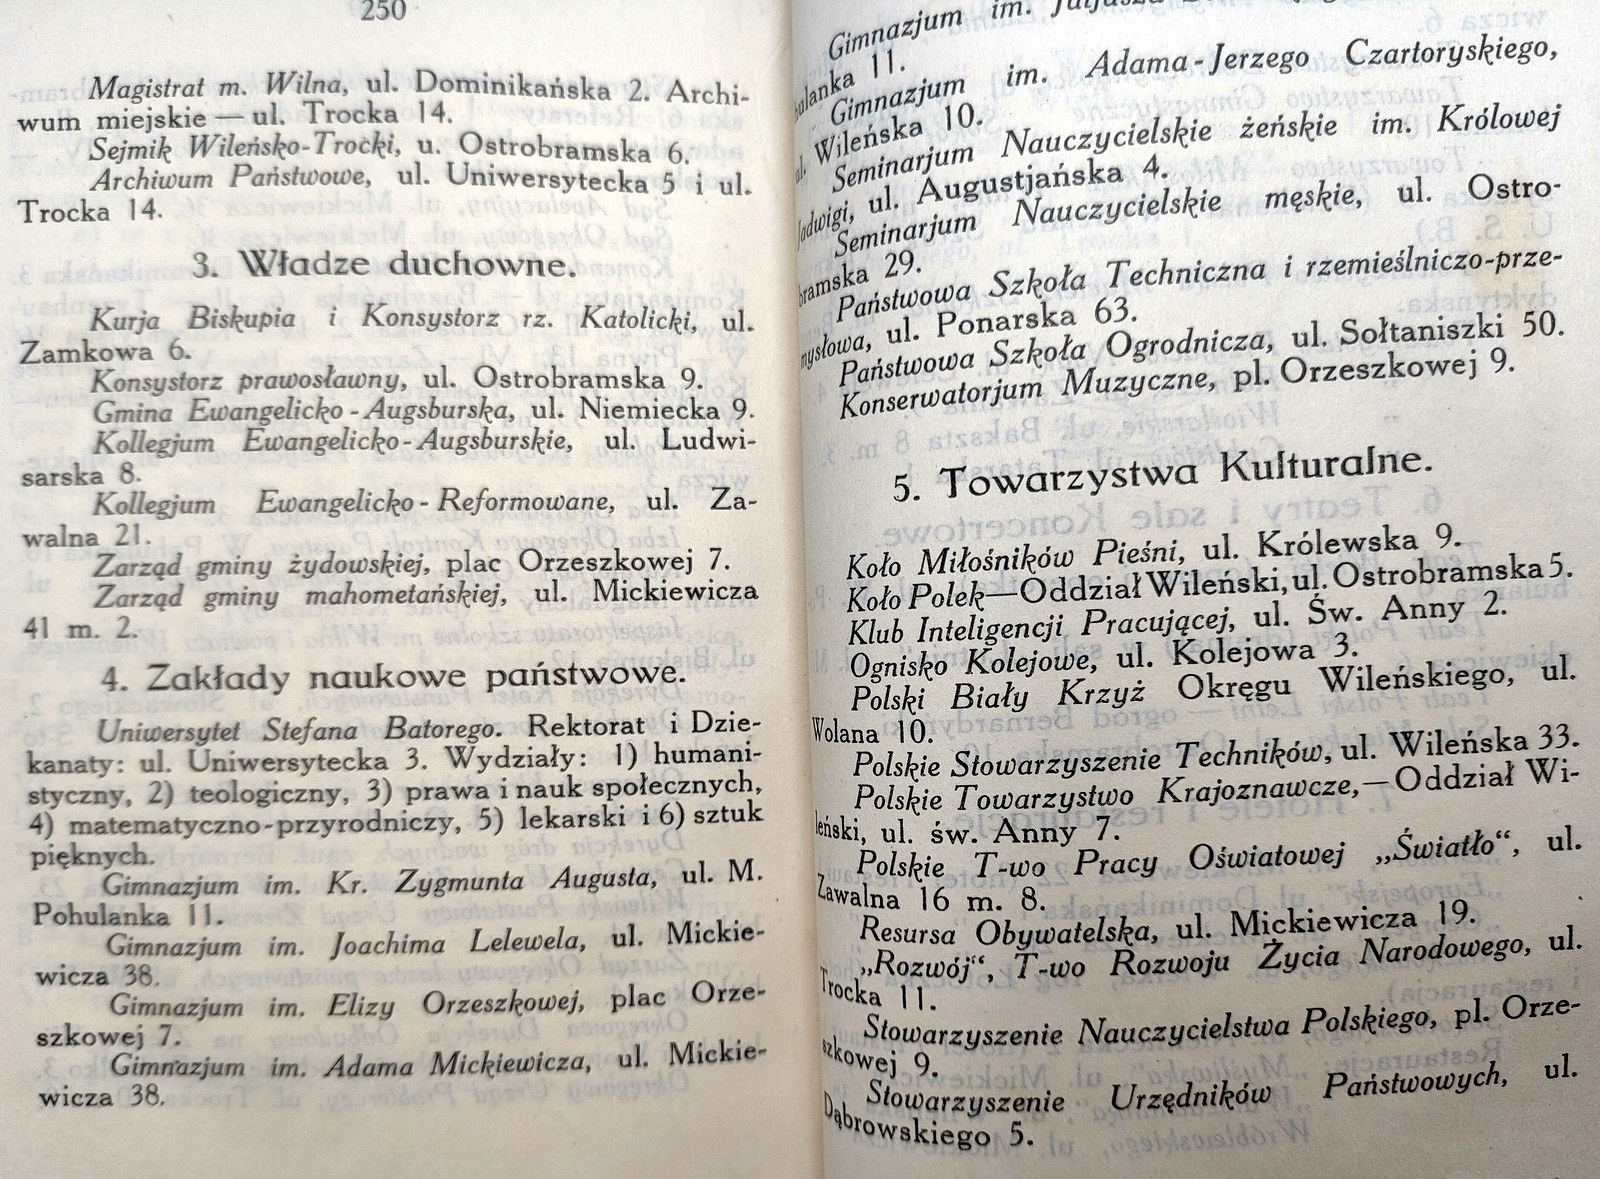 250
Magistrat m. Wilna, ul. Dominikańska 2. Archi-
wum miejskie — ul. Trocka 14.
Sejmik Wileńsko-Trocki, u. Ostrobramska 6.
Archiwum Państwowe, ul. Uniwersytecka 5 i ul.
Trocka 14.
3. Władze duchowne.
Kurja Biskupia i Konsystorz rz. Katolicki, ul.
Zamkowa 6.
Konsystorz prawosławny, ul. Ostrobramska 9.
Gmina Ewangelicko-Augsburska, ul. Niemiecka 9.
Kollegjum Ewangelicko-Augsburskie, ul. Ludwi-
sarska 8.
Kollegjum Ewangelicko-Reformowane, ul. Za-
walna 21.
Zarząd gminy żydowskiej, plac Orzeszkowej 7.
Zarząd gminy mahometańskiej, ul. Mickiewicza
41 m. 2.
4. Zakłady naukowe państwowe.
Uniwersytet Stefana Batorego. Rektorat i Dzie-
kanaty: ul. Uniwersytecka 3. Wydziały: 1) humani-
styczny, 2) teologiczny, 3) prawa i nauk społecznych,
4) matematyczno-przyrodniczy, 5) lekarski i 6) sztuk
pięknych.
Gimnazjum im. Kr. Zygmunta Augusta, ul. M.
Pohulanka 11.
Gimnazjum im. Joachima Lelewela, ul. Mickie-
wicza 38.
Gimnazjum im. Elizy Orzeszkowej, plac Orze-
szkowej 7.
Gimnazjum im. Adama Mickiewicza, ul. Mickie-
wicza 38.
Gimnazjum im. Juljusza
hulanka 11.
Gimnazjum im. Adama-Jerzego Czartoryskiego,
ul. Wileńska 10.
Seminarjum Nauczycielskie żeńskie im. Królowej
Jadwigi, ul. Augustjańska 4.
Seminarjum Nauczycielskie męskie, ul. Ostro-
bramska 29.
Państwowa Szkoła Techniczna i rzemieślniczo-prze-
mysłowa, ul. Ponarska 63.
Państwowa Szkoła Ogrodnicza, ul. Sołtaniszki 50.
Konserwatorjum Muzyczne, pl. Orzeszkowej 9.
5. Towarzystwa Kulturalne.
Koło Miłośników Pieśni, ul. Królewska 9.
Koło Polek—Oddział Wileński, ul. Ostrobramska 5.
Klub Inteligencji Pracującej, ul. Św. Anny 2.
Ognisko Kolejowe, ul. Kolejowa 3.
Polski Biały Krzyż Okręgu Wileńskiego, ul.
Wolana 10.
Polskie Stowarzyszenie Techników, ul. Wileńska 33.
Polskie Towarzystwo Krajoznawcze,—Oddział Wi-
leński, ul. św. Anny 7.
Polskie T-wo Pracy Oświatowej „Światło“, ul.
Zawalna 16 m. 8.
Resursa Obywatelska, ul. Mickiewicza 19.
„Rozwój“, T-wo Rozwoju Życia Narodowego, ul.
Trocka 11.
Stowarzyszenie Nauczycielstwa Polskiego, pl. Orze-
szkowej 9.
Stowarzyszenie Urzędników Państwowych, ul.
Dąbrowskiego 5.